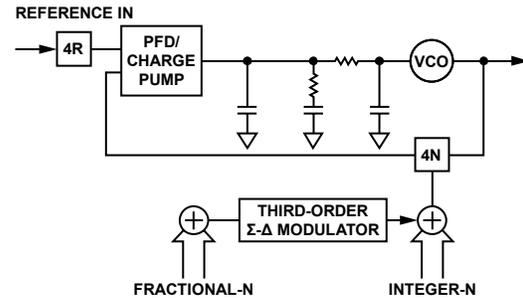 REFERENCE IN
4R
PFD/
CHARGE
PUMP
VCO
4N
THIRD-ORDER
Σ-Δ MODULATOR
FRACTIONAL-N
INTEGER-N